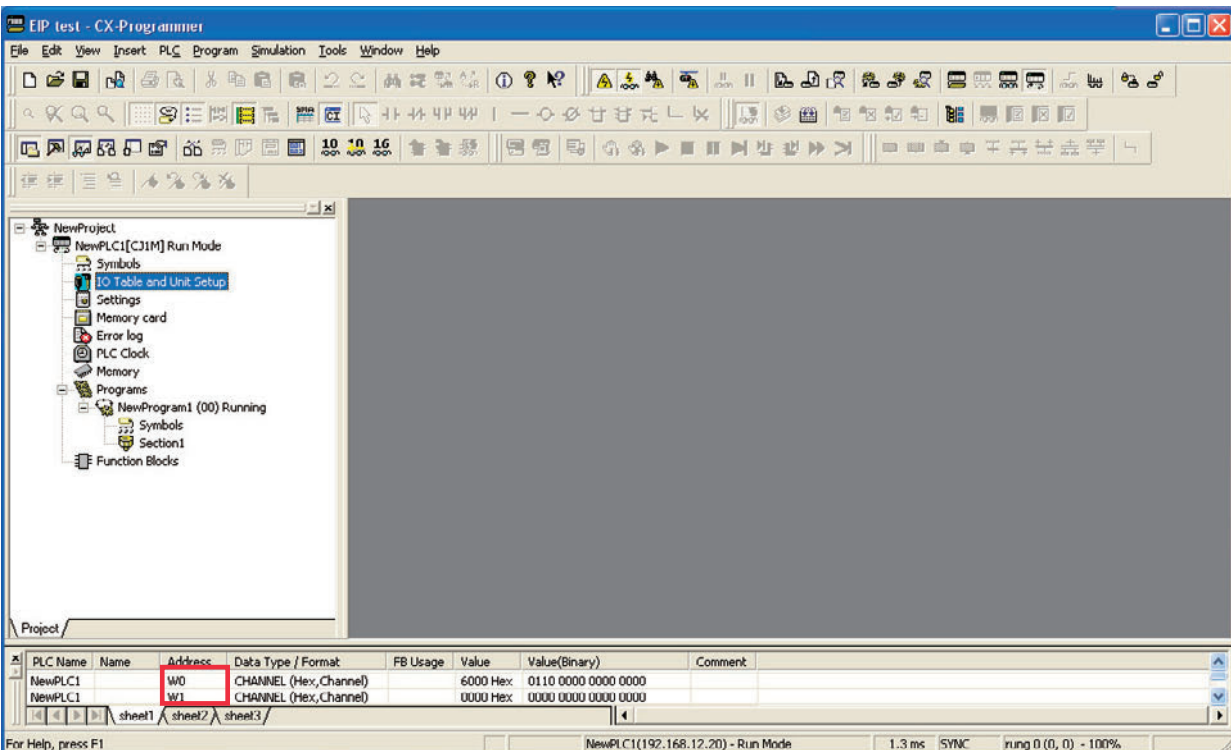 EIP test - CX-Programmer
File Edit View Insert PLC Program Simulation Tools Window Help
10 10 16
NewProject
NewPLC1[CJ1M] Run Mode
Symbols
IO Table and Unit Setup
Settings
Memory card
Error log
PLC Clock
Memory
Programs
NewProgram1 (00) Running
Symbols
Section1
Function Blocks
Project
PLC Name Name Address Data Type / Format FB Usage Value Value(Binary) Comment
NewPLC1 W0 CHANNEL (Hex,Channel) 6000 Hex 0110 0000 0000 0000
NewPLC1 W1 CHANNEL (Hex,Channel) 0000 Hex 0000 0000 0000 0000
sheet1 sheet2 sheet3
For Help, press F1 NewPLC1(192.168.12.20) - Run Mode 1.3 ms SYNC rung 0 (0, 0) - 100%